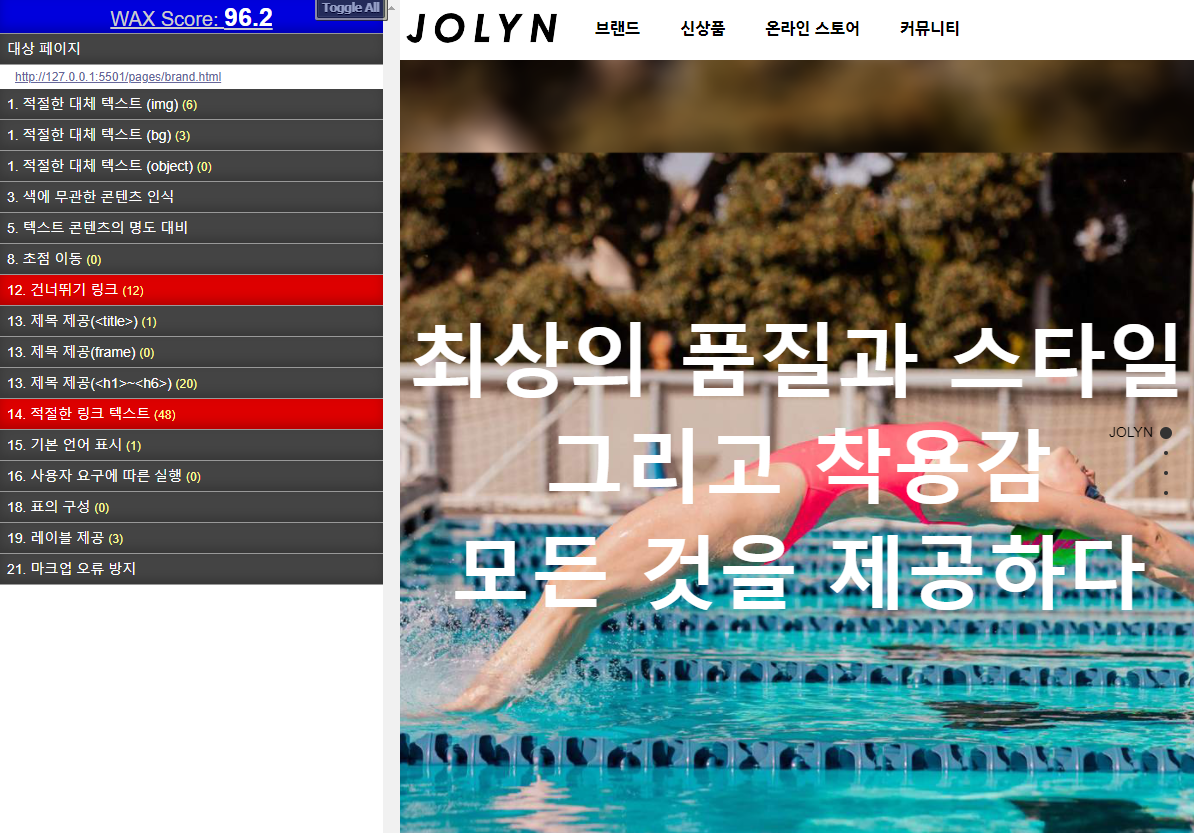 WAX Score: 96.2
Toggle All
대상 페이지
http://127.0.0.1:5501/pages/brand.html
1. 적절한 대체 텍스트 (img) (6)
1. 적절한 대체 텍스트 (bg) (3)
1. 적절한 대체 텍스트 (object) (0)
3. 색에 무관한 콘텐츠 인식
5. 텍스트 콘텐츠의 명도 대비
8. 초점 이동 (0)
12. 건너뛰기 링크 (12)
13. 제목 제공(<title>) (1)
13. 제목 제공(frame) (0)
13. 제목 제공(<h1>~<h6>) (20)
14. 적절한 링크 텍스트 (48)
15. 기본 언어 표시 (1)
16. 사용자 요구에 따른 실행 (0)
18. 표의 구성 (0)
19. 레이블 제공 (3)
21. 마크업 오류 방지
JOLYN 브랜드 신상품 온라인 스토어 커뮤니티
최상의 품질과 스타일
그리고 착용감
모든 것을 제공하다
JOLYN